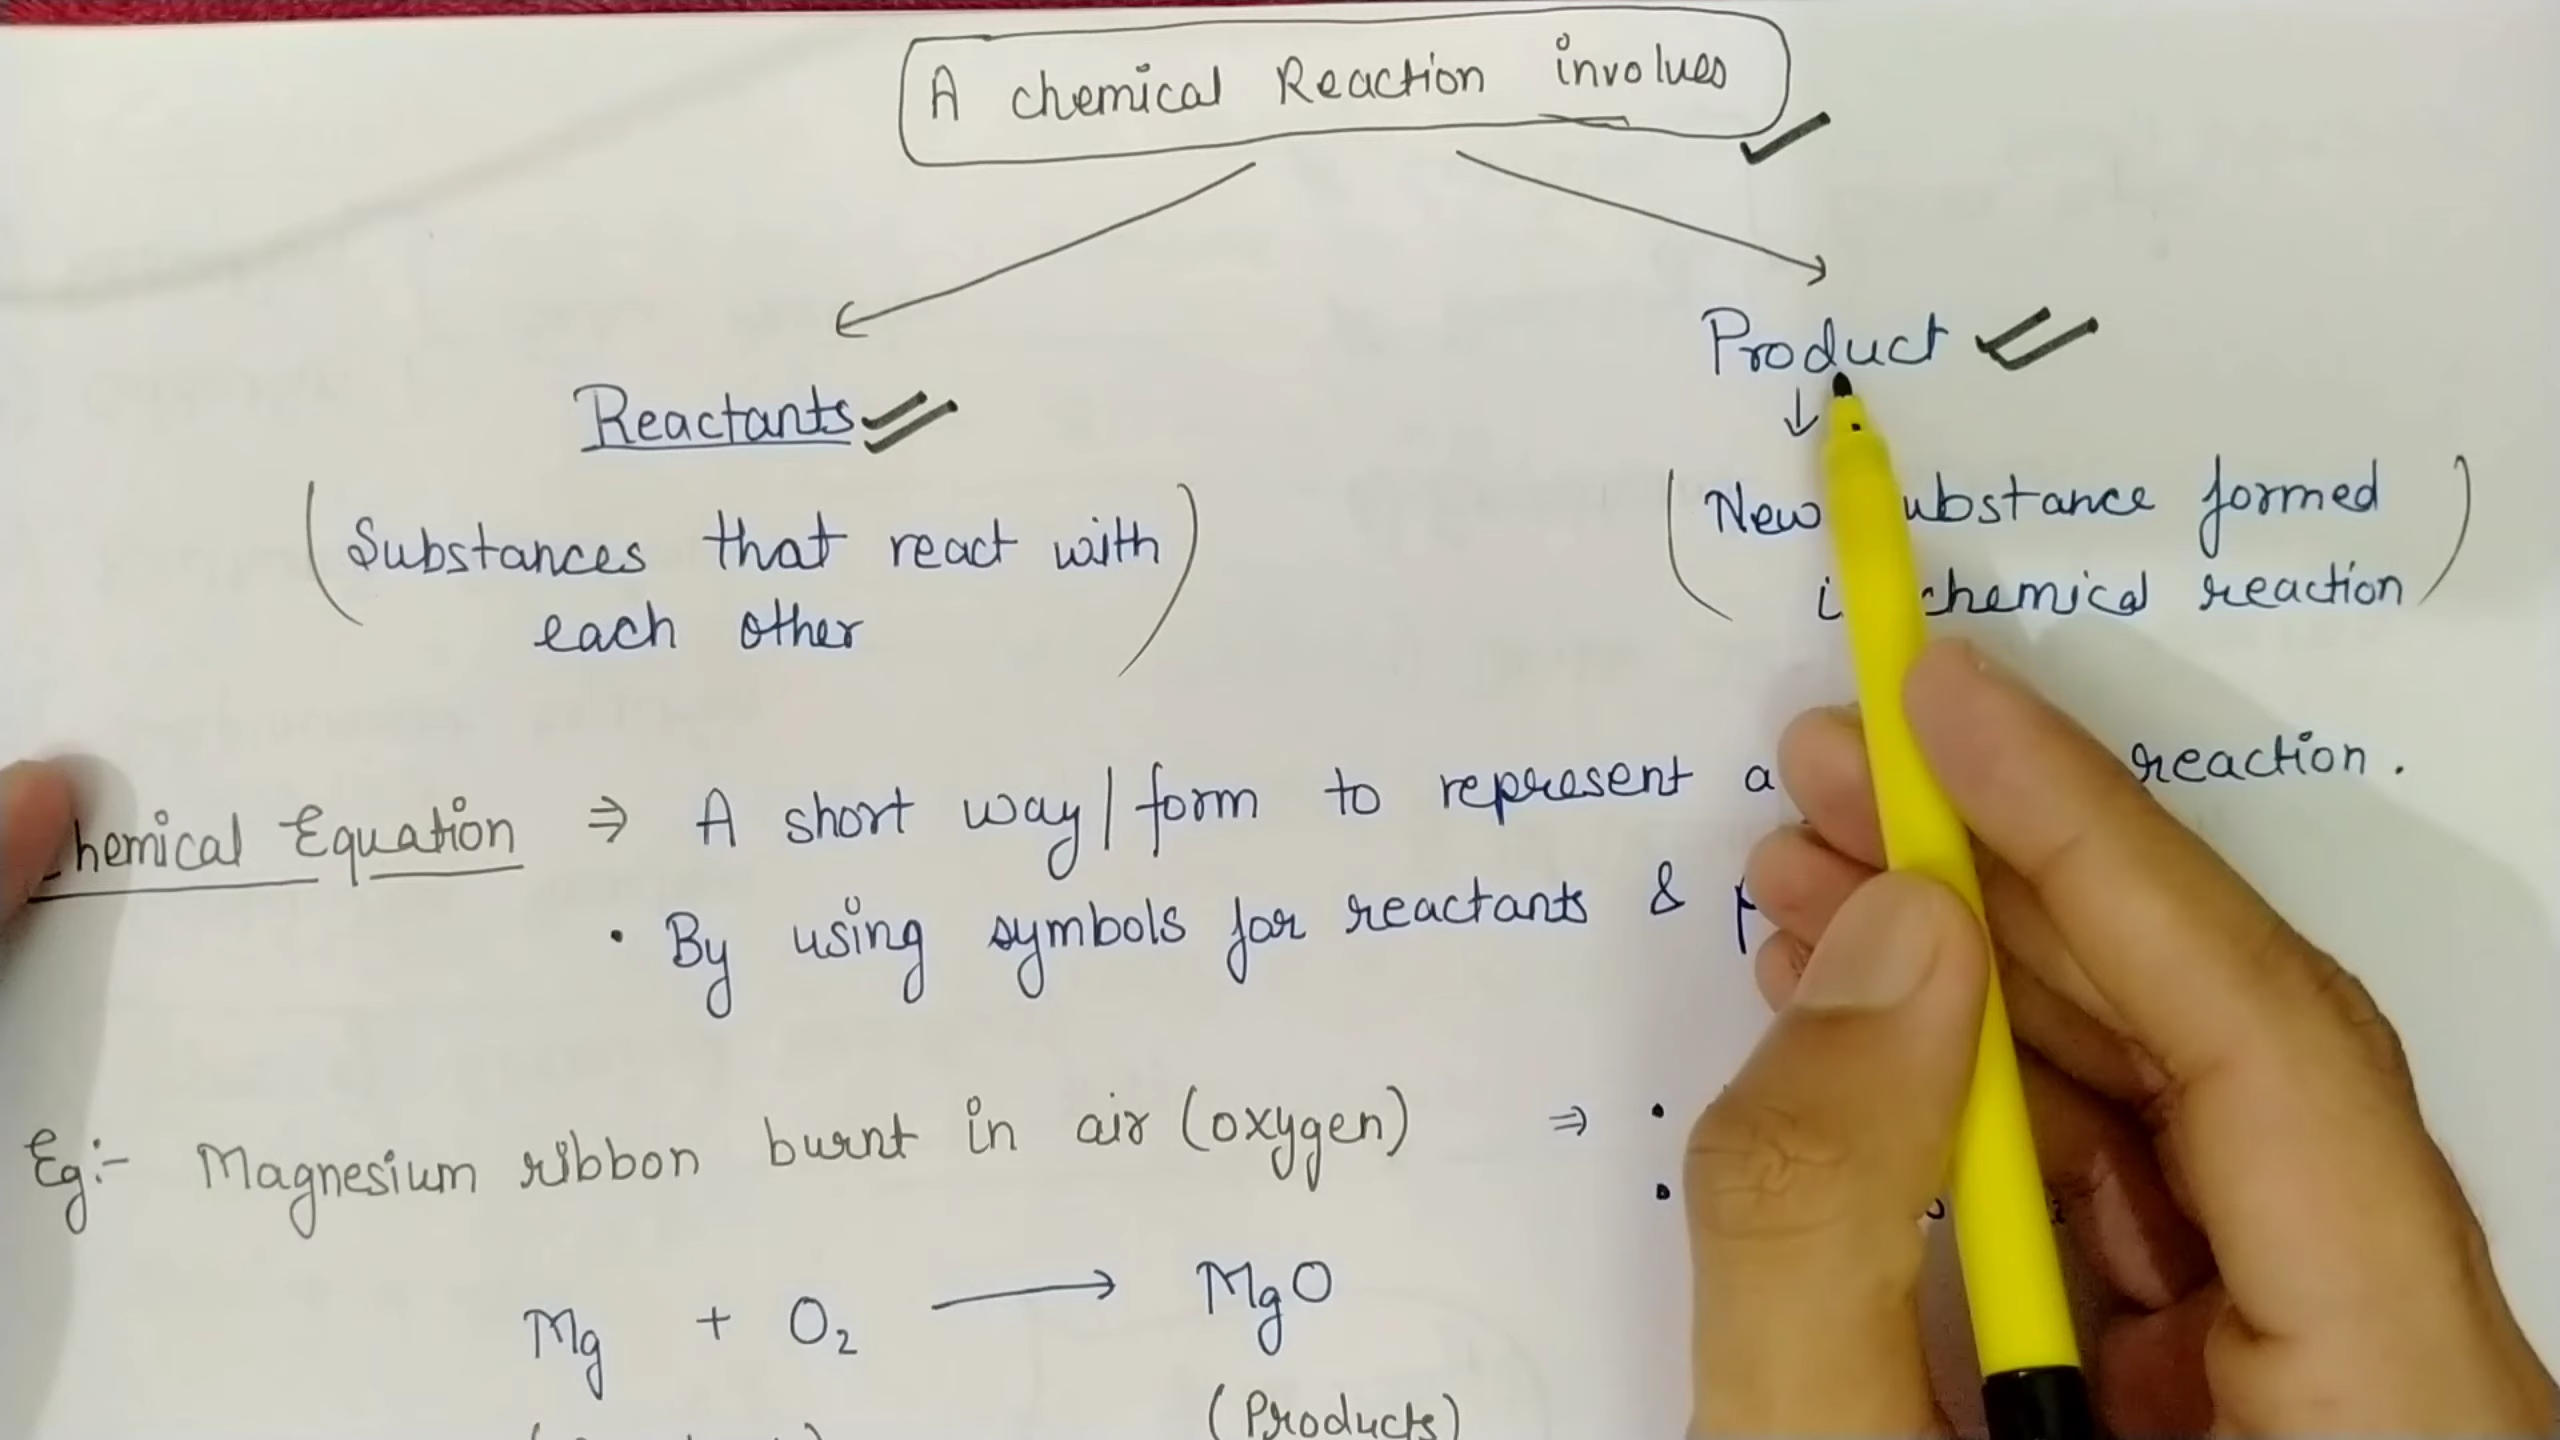 A chemical Reaction involves
Product
Reactants
↓
(Substances that react with
each other)
(New substance formed
chemical reaction)
Chemical Equation ⇒ A short way/form to represent a reaction.
• By using symbols for reactants &
Eg:- Magnesium ribbon burnt in air (oxygen) ⇒ •
•
Mg + O₂ ⟶ MgO
(Products)